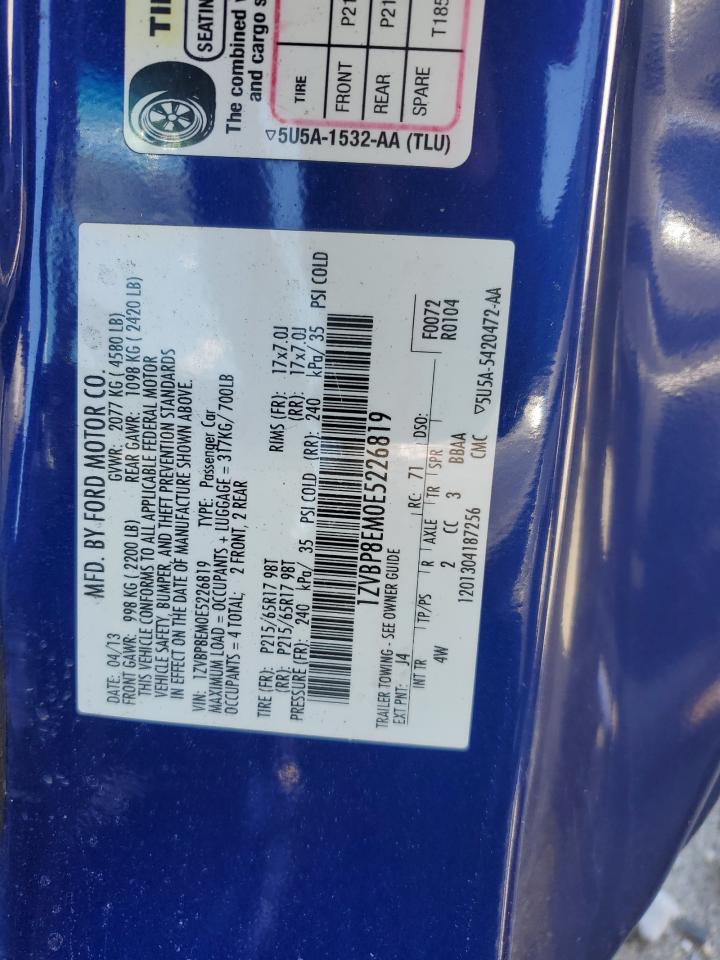 TI
SEATIN
The combined
and cargo s
TIRE
FRONT P21
REAR P21
SPARE T185
5U5A-1532-AA (TLU)
MFD. BY FORD MOTOR CO.
DATE: 04/13 GVWR: 2077 KG ( 4580 LB)
FRONT GAWR: 998 KG ( 2200 LB) REAR GAWR: 1098 KG ( 2420 LB)
THIS VEHICLE CONFORMS TO ALL APPLICABLE FEDERAL MOTOR
VEHICLE SAFETY, BUMPER, AND THEFT PREVENTION STANDARDS
IN EFFECT ON THE DATE OF MANUFACTURE SHOWN ABOVE.
VIN: 1ZVBP8EM0E5226819 TYPE: Passenger Car
MAXIMUM LOAD = OCCUPANTS + LUGGAGE = 317KG/ 700LB
OCCUPANTS = 4 TOTAL; 2 FRONT, 2 REAR
TIRE (FR): P215/65R17 98T RIMS (FR): 17x7.0J
(RR): P215/65R17 98T (RR): 17x7.0J
PRESSURE (FR): 240 kPa/ 35 PSI COLD (RR): 240 kPa/ 35 PSI COLD
1ZVBP8EM0E5226819
TRAILER TOWING - SEE OWNER GUIDE
EXT PNT: J4 RC: 71 DSO: F0072
INT TR TP/PS R AXLE TR SPR R0104
4W 2 CC 3 BBAA
1201304187256 CMC
5U5A-5420472-AA